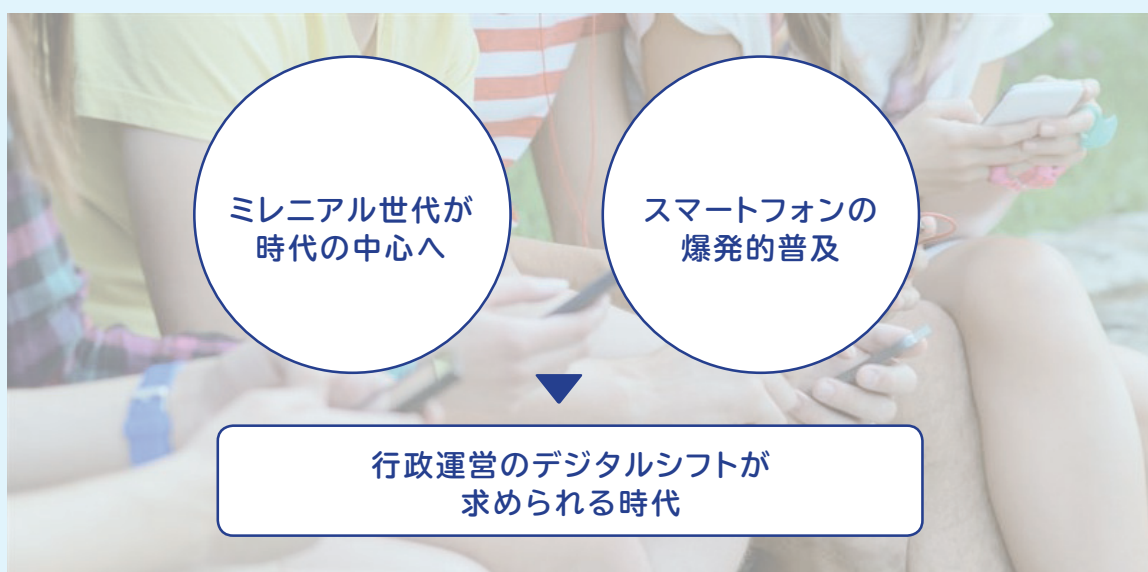 ミレニアル世代が
時代の中心へ
スマートフォンの
爆発的普及
行政運営のデジタルシフトが
求められる時代